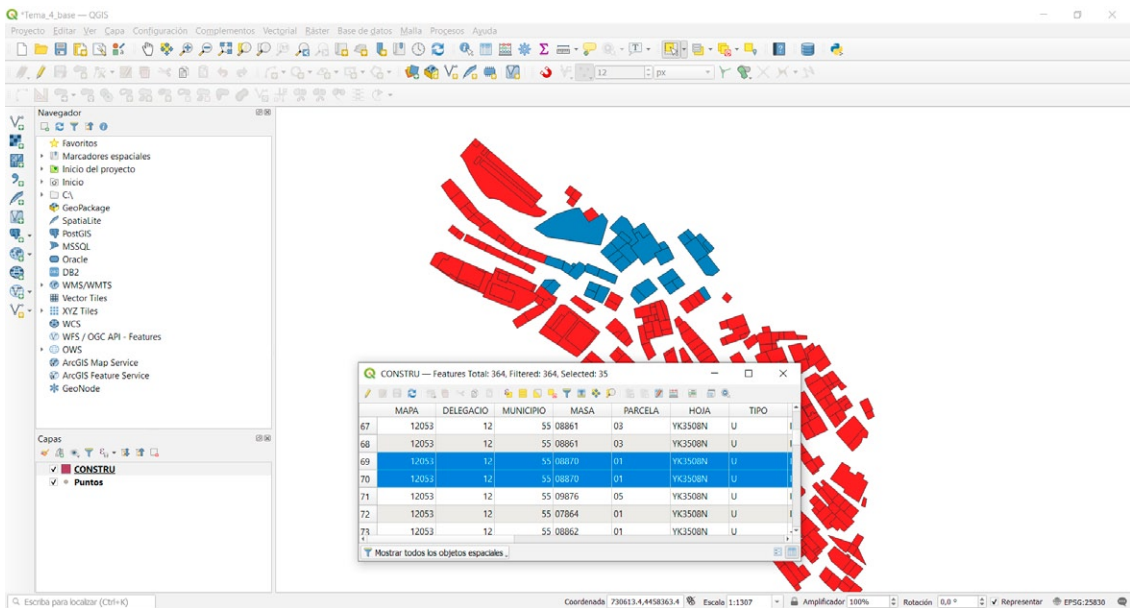 *Tema_4_base — QGIS
Proyecto Editar Ver Capa Configuración Complementos Vectorial Ráster Base de datos Malla Procesos Ayuda
12 px
Navegador
Favoritos
Marcadores espaciales
Inicio del proyecto
Inicio
C:\
GeoPackage
SpatiaLite
PostGIS
MSSQL
Oracle
DB2
WMS/WMTS
Vector Tiles
XYZ Tiles
WCS
WFS / OGC API - Features
OWS
ArcGIS Map Service
ArcGIS Feature Service
GeoNode
Capas
CONSTRU
Puntos
CONSTRU — Features Total: 364, Filtered: 364, Selected: 35
MAPA DELEGACIO MUNICIPIO MASA PARCELA HOJA TIPO
67 12053 12 55 08861 03 YK3508N U
68 12053 12 55 08861 03 YK3508N U
69 12053 12 55 08870 01 YK3508N U
70 12053 12 55 08870 01 YK3508N U
71 12053 12 55 09876 05 YK3508N U
72 12053 12 55 07864 01 YK3508N U
73 12053 12 55 08862 01 YK3508N U
Mostrar todos los objetos espaciales
Escriba para localizar (Ctrl+K) Coordenada 730613.4,4458363.4 Escala 1:1307 Amplificador 100% Rotación 0,0 ° Representar EPSG:25830